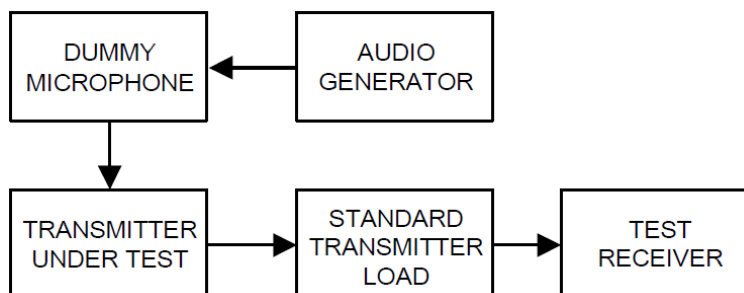 DUMMY
MICROPHONE
AUDIO
GENERATOR
TRANSMITTER
UNDER TEST
STANDARD
TRANSMITTER
LOAD
TEST
RECEIVER